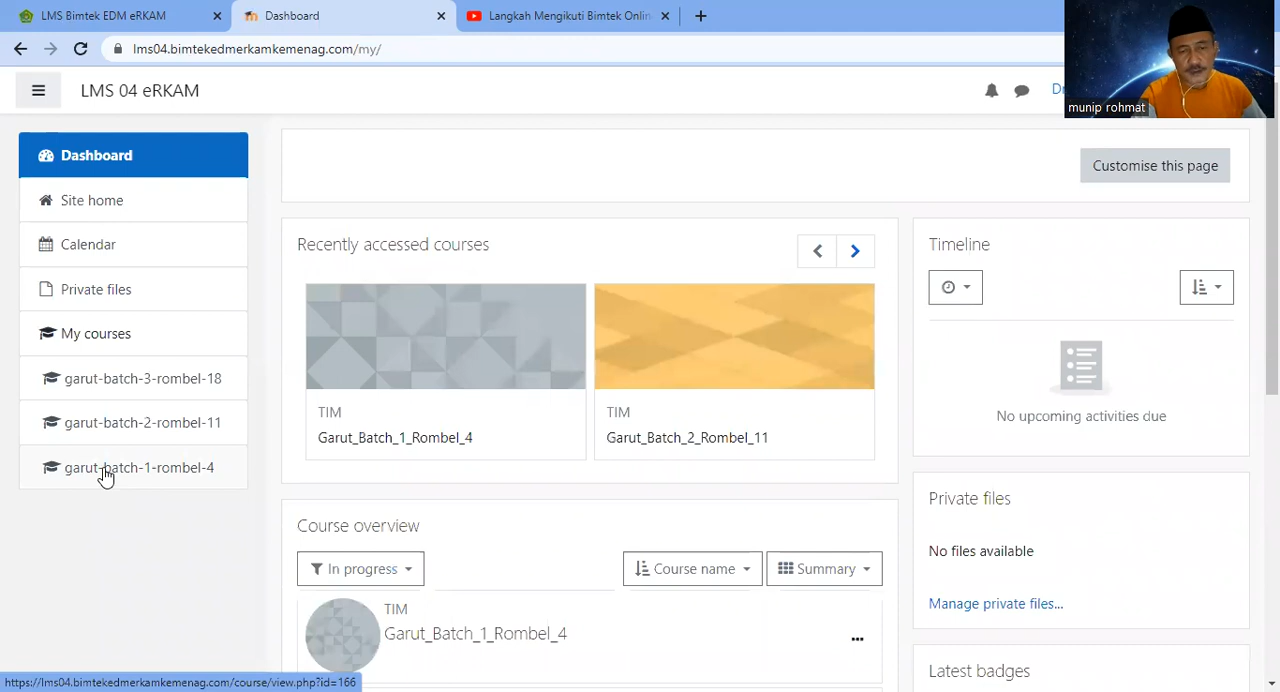 LMS Bimtek EDM eRKAM
Dashboard
Langkah Mengikuti Bimtek Onlin
lms04.bimtekedmerkamkemenag.com/my/
LMS 04 eRKAM
munip rohmat
Dashboard
Site home
Calendar
Private files
My courses
garut-batch-3-rombel-18
garut-batch-2-rombel-11
garut-batch-1-rombel-4
Customise this page
Recently accessed courses
TIM
Garut_Batch_1_Rombel_4
TIM
Garut_Batch_2_Rombel_11
Course overview
In progress
Course name
Summary
TIM
Garut_Batch_1_Rombel_4
Timeline
No upcoming activities due
Private files
No files available
Manage private files...
Latest badges
https://lms04.bimtekedmerkamkemenag.com/course/view.php?id=166